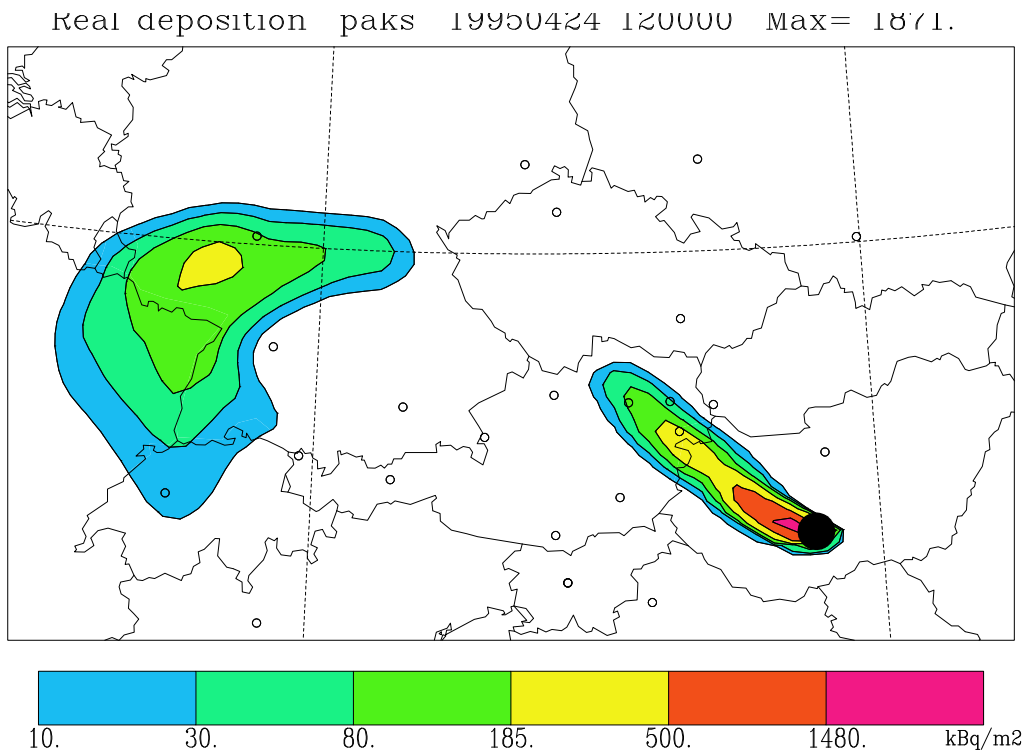 Real deposition paks 19950424 120000 Max= 1871.
10. 30. 80. 185. 500. 1480. kBq/m2